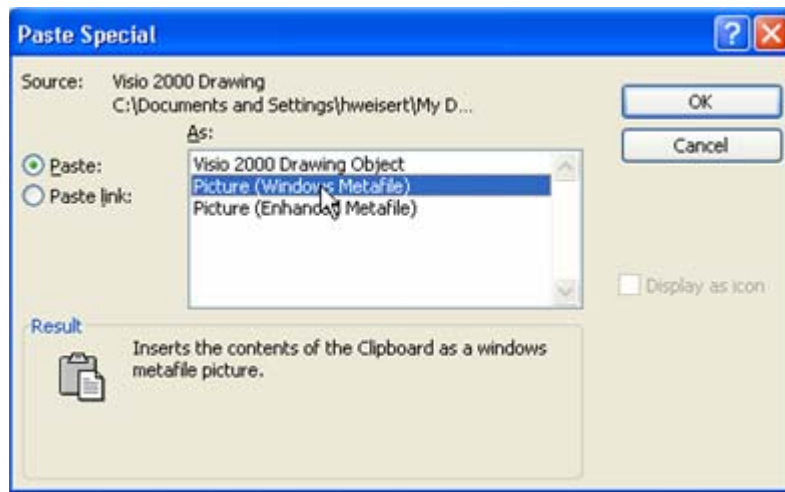 Paste Special
Source: Visio 2000 Drawing
C:\Documents and Settings\hweisert\My D...
OK
As:
Cancel
Paste:
Visio 2000 Drawing Object
Picture (Windows Metafile)
Paste link:
Picture (Enhanced Metafile)
Display as icon
Result
Inserts the contents of the Clipboard as a windows
metafile picture.